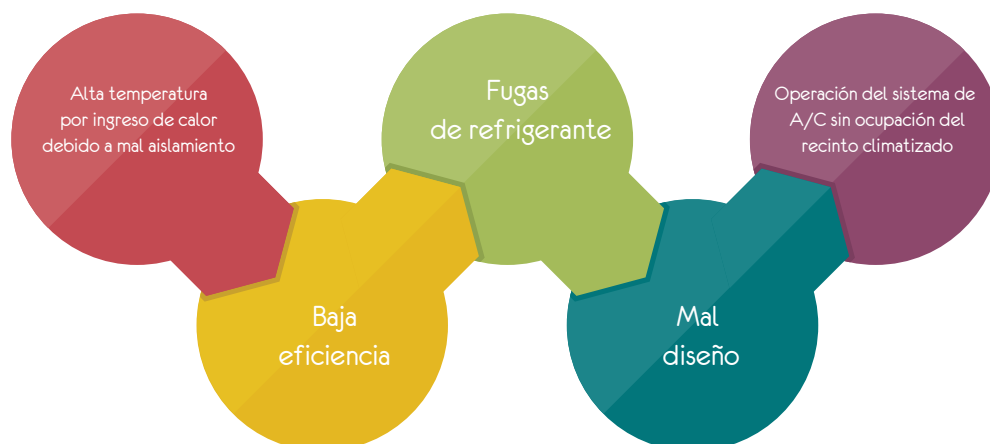 Alta temperatura
por ingreso de calor
debido a mal aislamiento
Baja
eficiencia
Fugas
de refrigerante
Mal
diseño
Operación del sistema de
A/C sin ocupación del
recinto climatizado